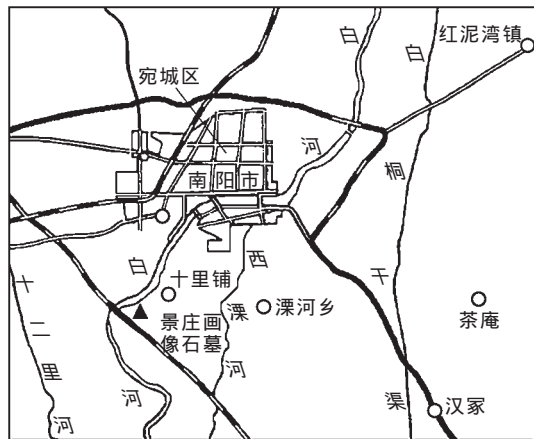 红泥湾镇
宛城区
南阳市
白河
白桐干渠
十里铺
景庄画
像石墓
西溧河
溧河乡
茶庵
汉冢
白河
十二里河